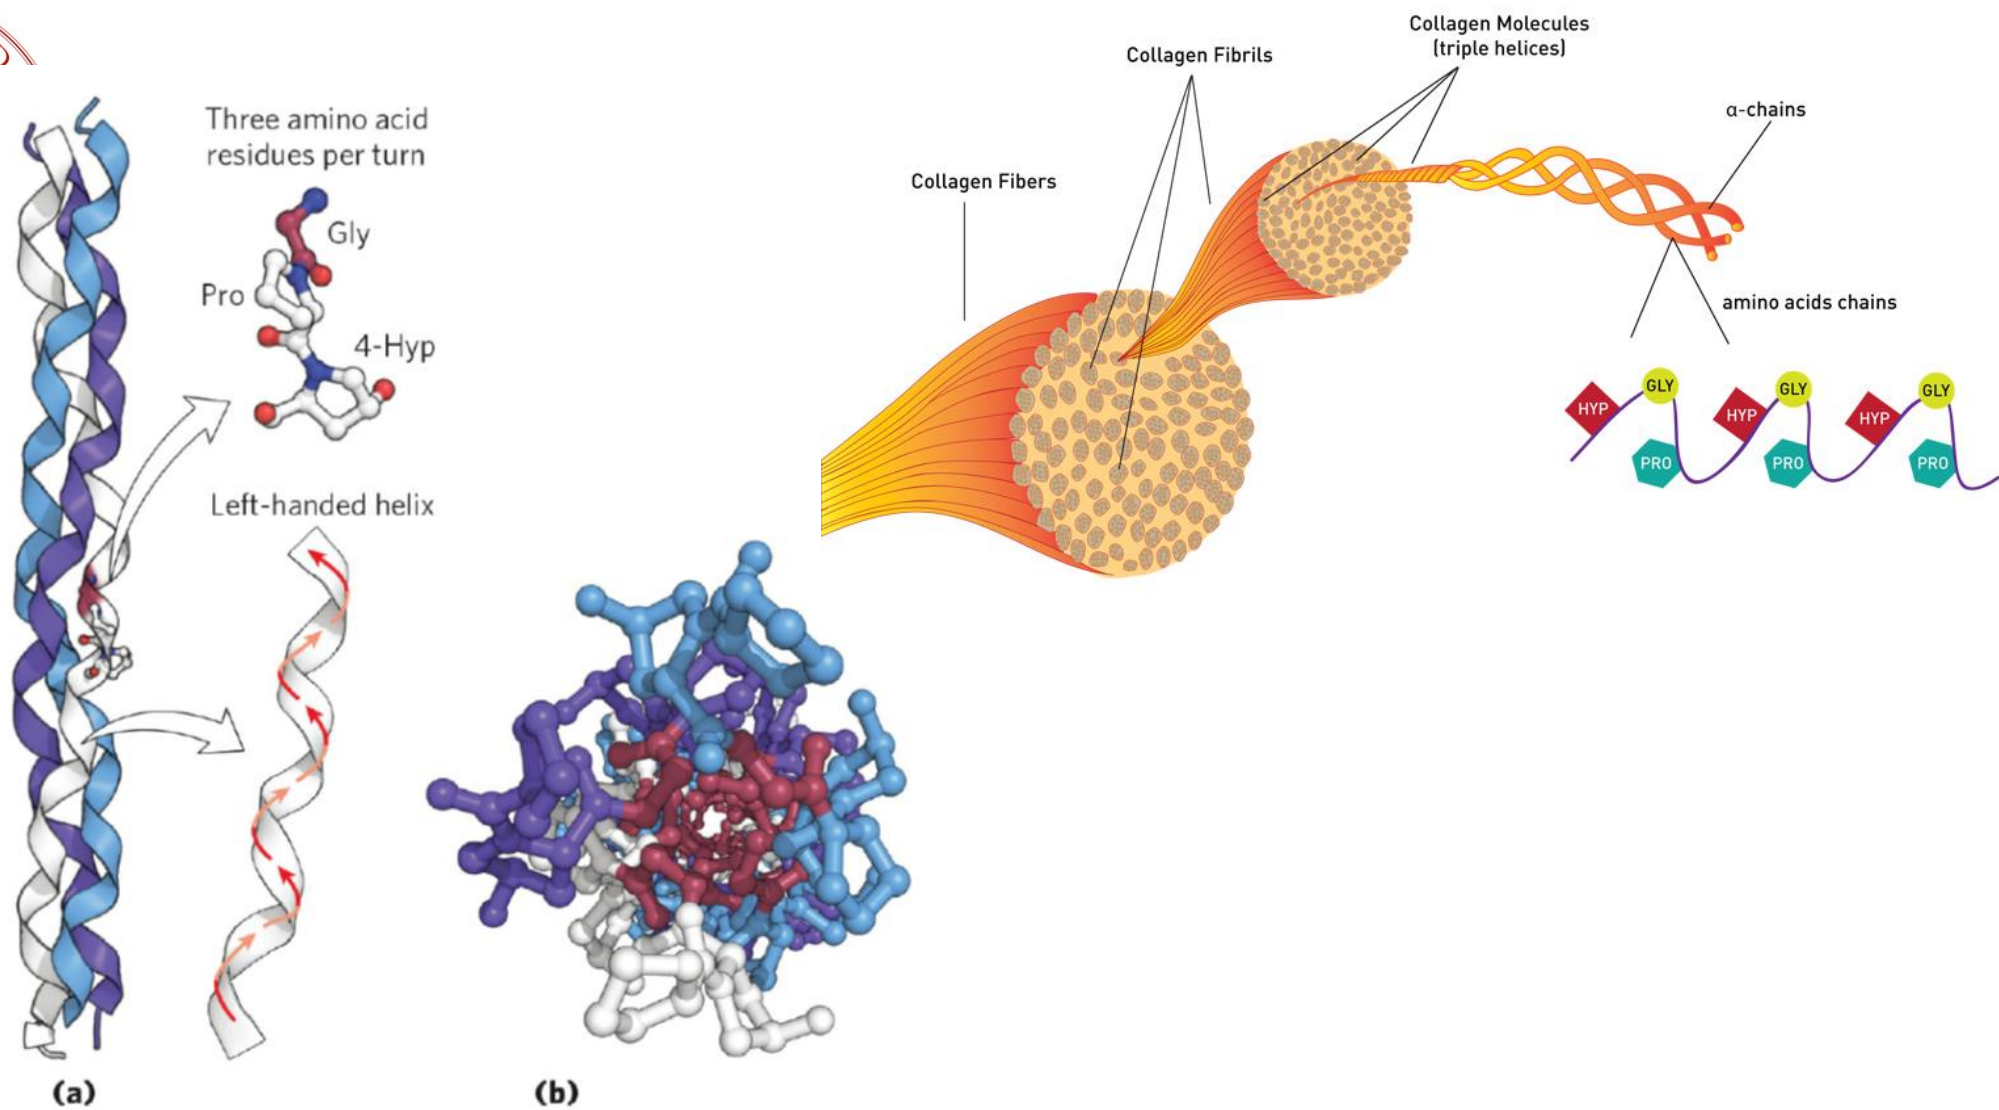 Three amino acid
residues per turn
Gly
Pro
4-Hyp
Left-handed helix
(a)
(b)
Collagen Fibers
Collagen Fibrils
Collagen Molecules
(triple helices)
α-chains
amino acids chains
HYP
GLY
PRO
HYP
GLY
PRO
HYP
GLY
PRO